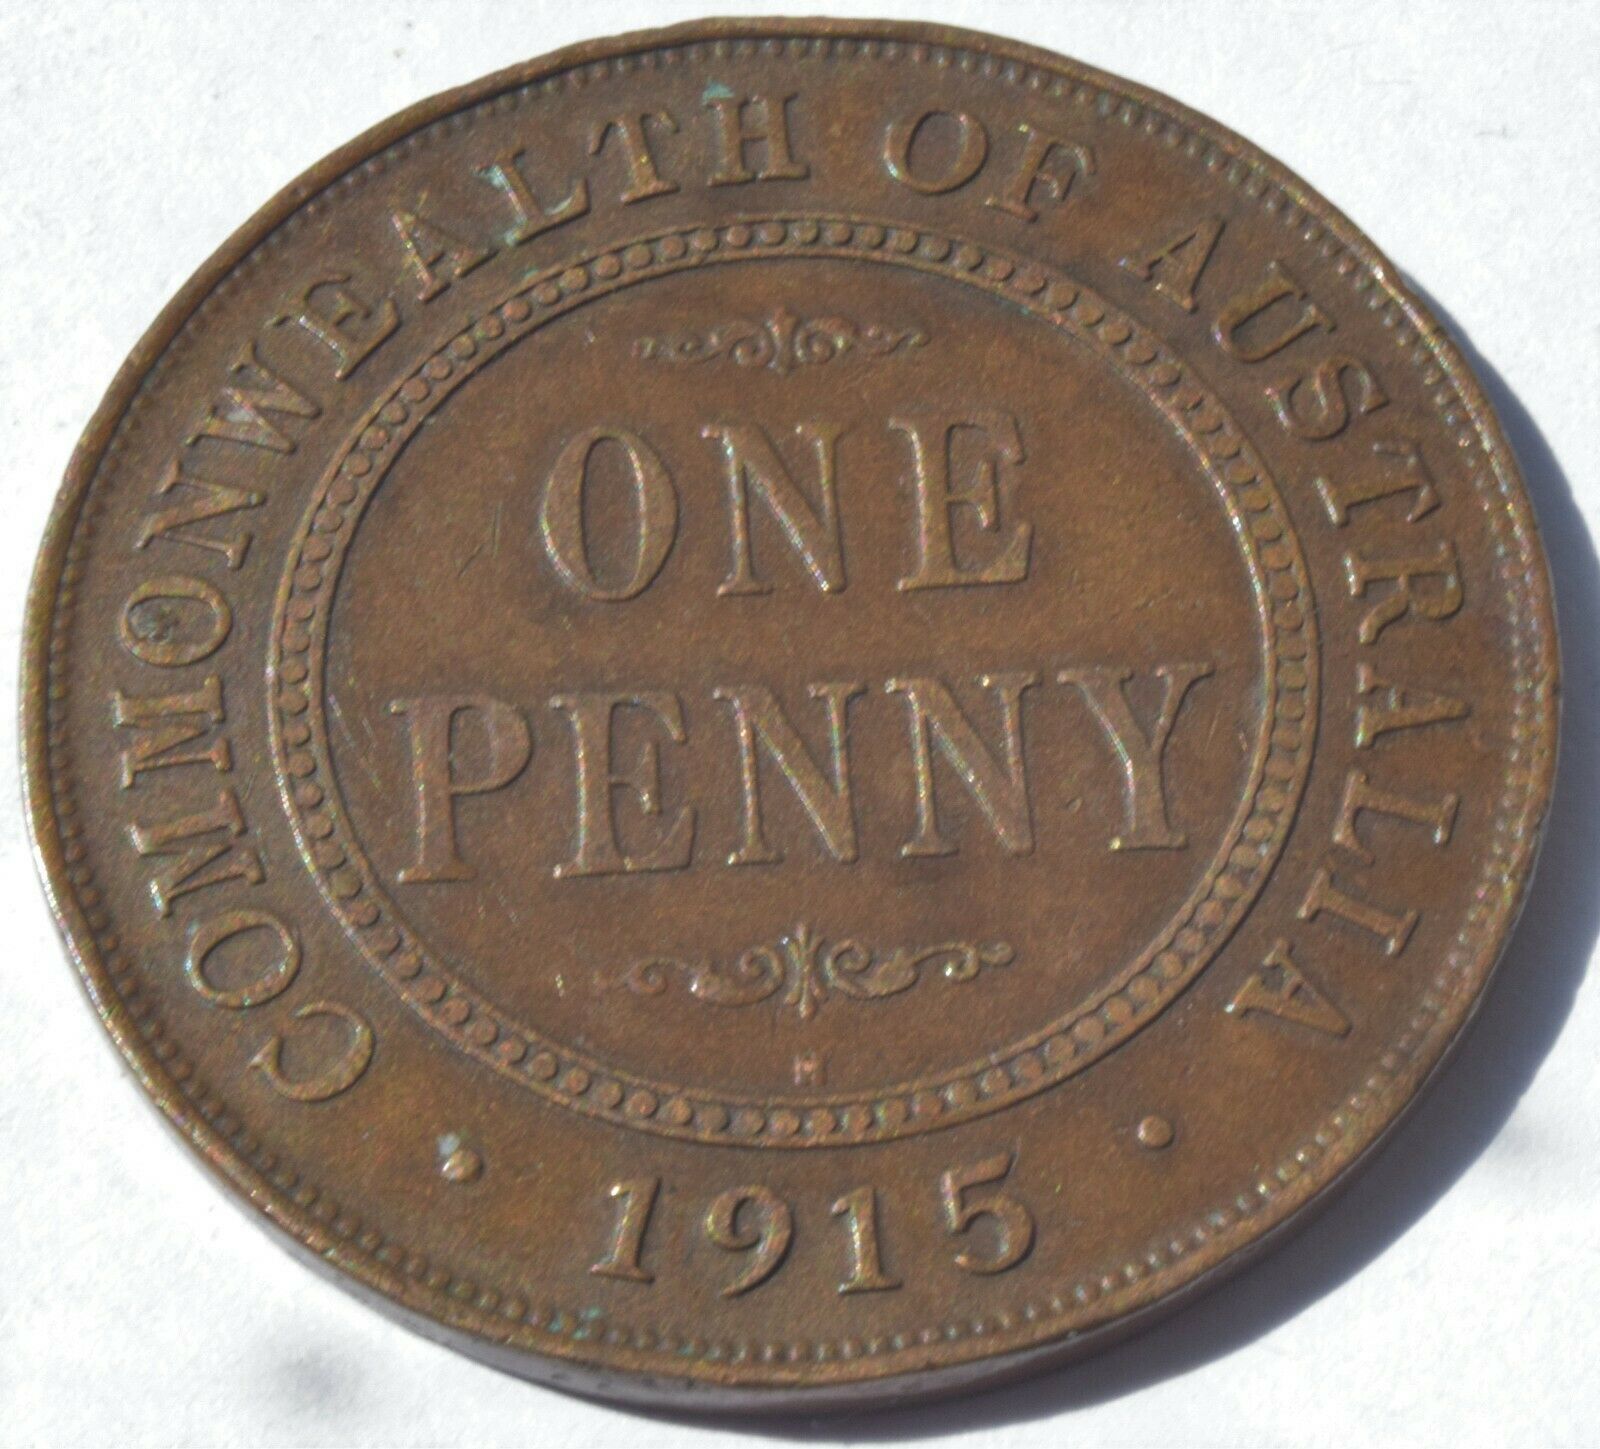 COMMONWEALTH OF AUSTRALIA
ONE
PENNY
H
· 1915 ·